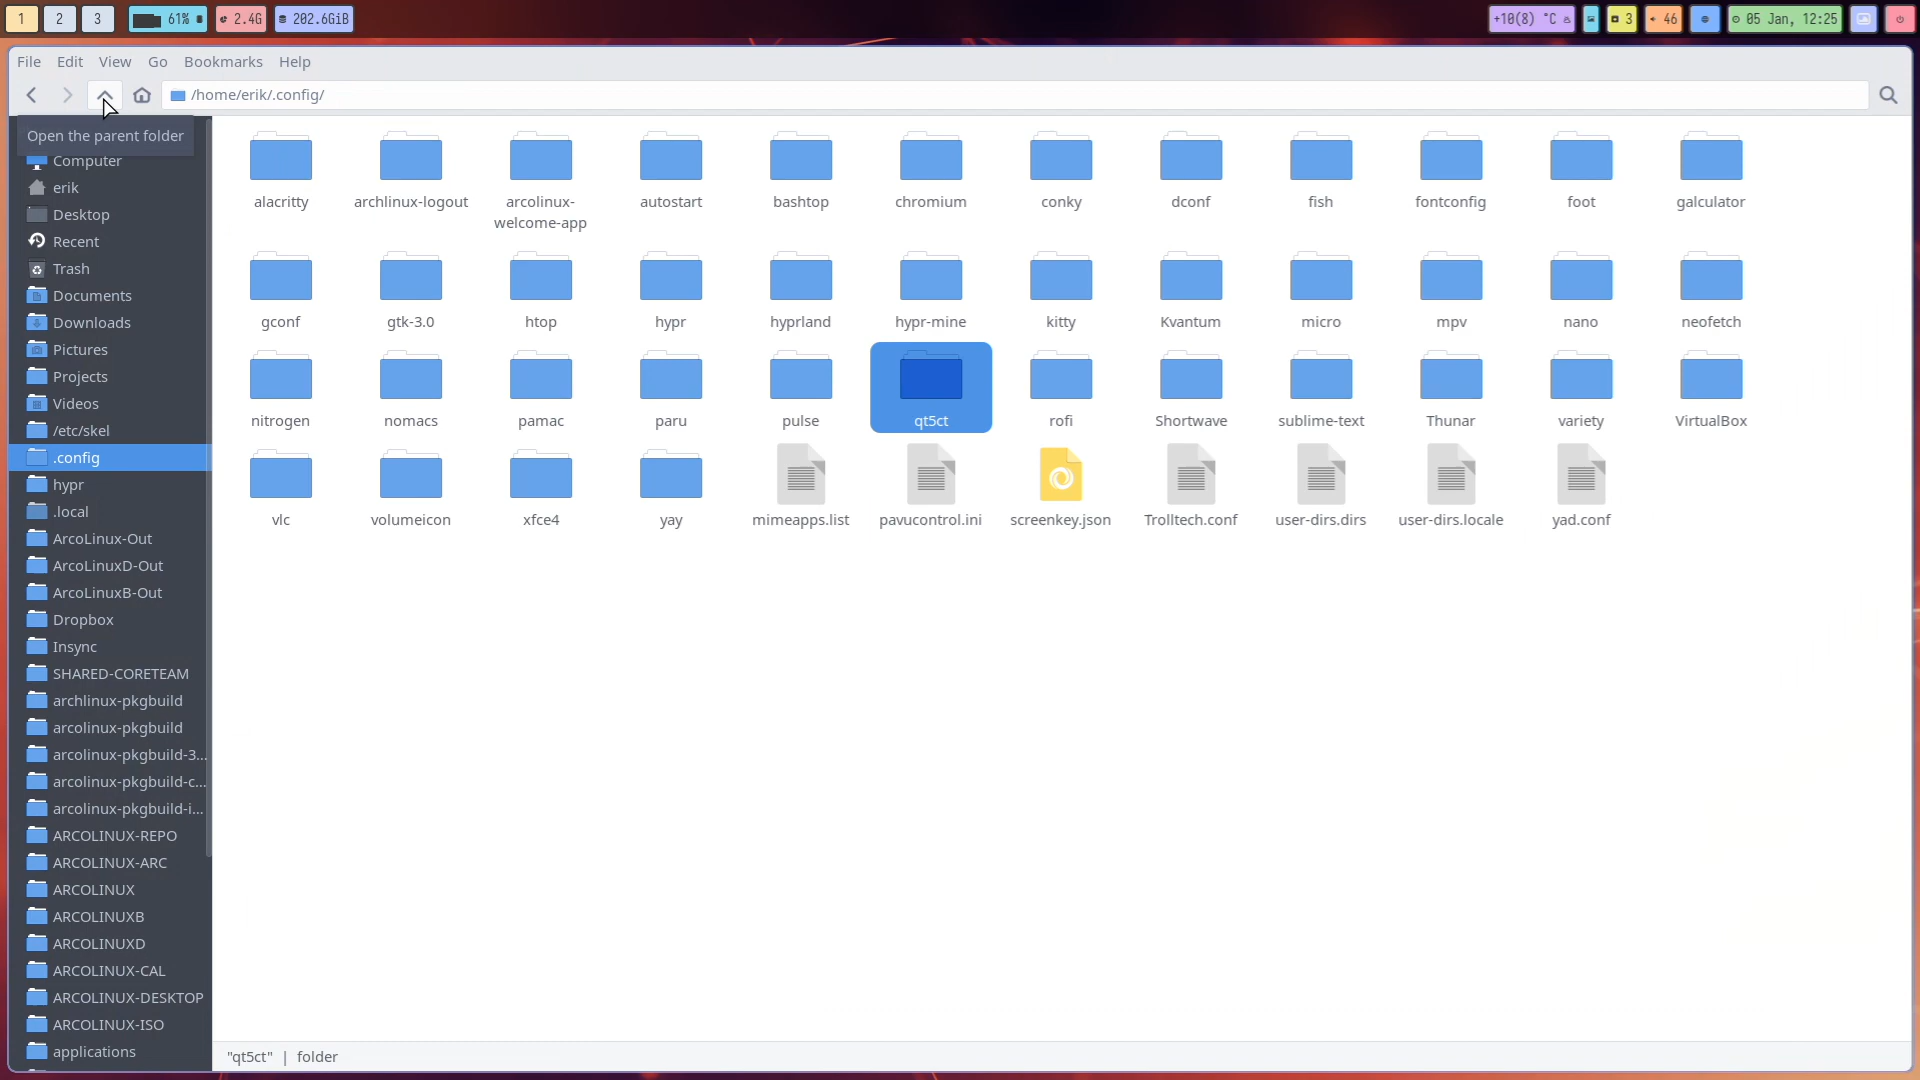 1 2 3 61% 2.4G 202.6GiB +10(8) °C 3 46 05 Jan, 12:25
File Edit View Go Bookmarks Help
/home/erik/.config/
Open the parent folder
Computer
erik
Desktop
Recent
Trash
Documents
Downloads
Pictures
Projects
Videos
/etc/skel
.config
hypr
.local
ArcoLinux-Out
ArcoLinuxD-Out
ArcoLinuxB-Out
Dropbox
Insync
SHARED-CORETEAM
archlinux-pkgbuild
arcolinux-pkgbuild
arcolinux-pkgbuild-3...
arcolinux-pkgbuild-c...
arcolinux-pkgbuild-i...
ARCOLINUX-REPO
ARCOLINUX-ARC
ARCOLINUX
ARCOLINUXB
ARCOLINUXD
ARCOLINUX-CAL
ARCOLINUX-DESKTOP
ARCOLINUX-ISO
applications
alacritty archlinux-logout arcolinux- autostart bashtop chromium conky dconf fish fontconfig foot galculator
welcome-app
gconf gtk-3.0 htop hypr hyprland hypr-mine kitty Kvantum micro mpv nano neofetch
nitrogen nomacs pamac paru pulse qt5ct rofi Shortwave sublime-text Thunar variety VirtualBox
vlc volumeicon xfce4 yay mimeapps.list pavucontrol.ini screenkey.json Trolltech.conf user-dirs.dirs user-dirs.locale yad.conf
"qt5ct" | folder